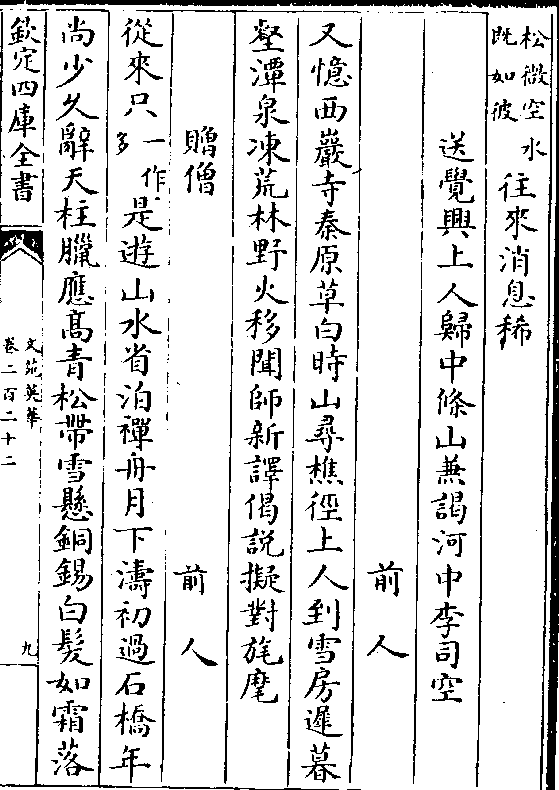 松微空水
既如彼
往來消息稀
送覺興上人歸中條山兼謁河中李司空
前人
又憶西巖寺秦原草白時山尋樵徑上人到雪房遲暮
壑潭泉凍荒林野火移聞師新譯偈説擬對旄麾
贈僧 前人
從來只一作多是遊山水省泊禪舟月下濤初過石橋年
尚少久辭天柱臘應髙青松帶雪懸銅錫白髮如霜落
欽定四庫全書
文苑英華
卷二百二十二
九